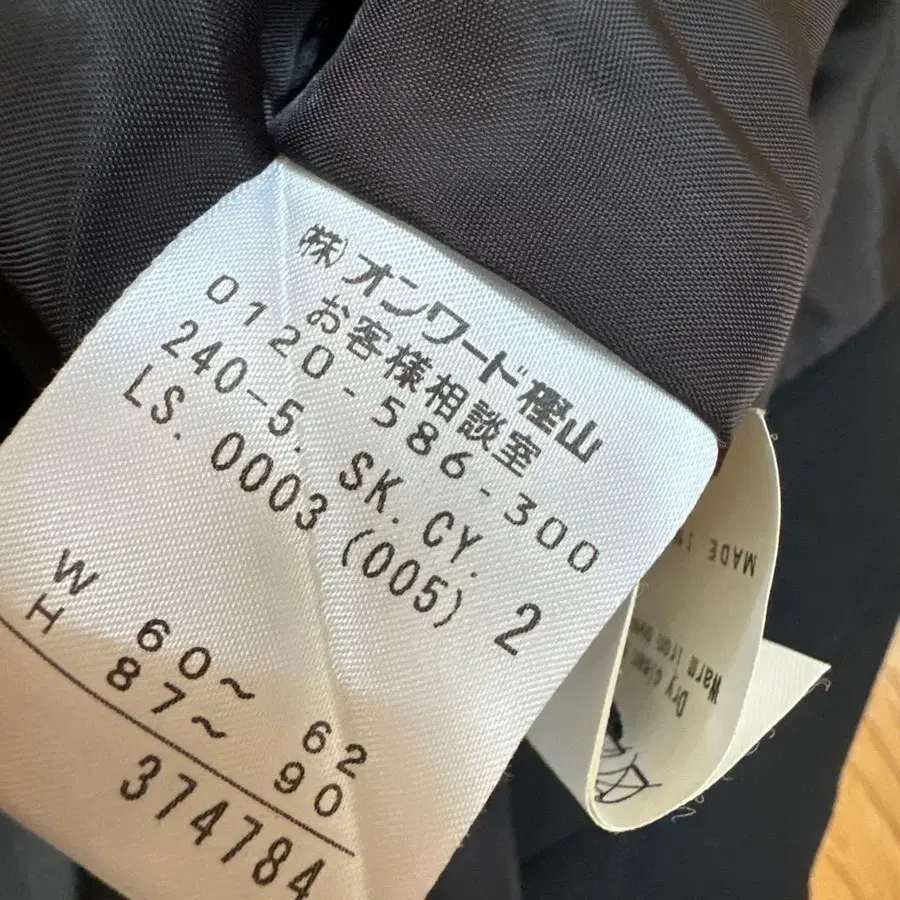 (株)オンワード樫山
お客様相談室
0120-586-300
240-5. SK.CY.
LS.0003 (005) 2
W 60~ 62
H 87~ 90
374784
MADE IN
Dry clean
Warm iron